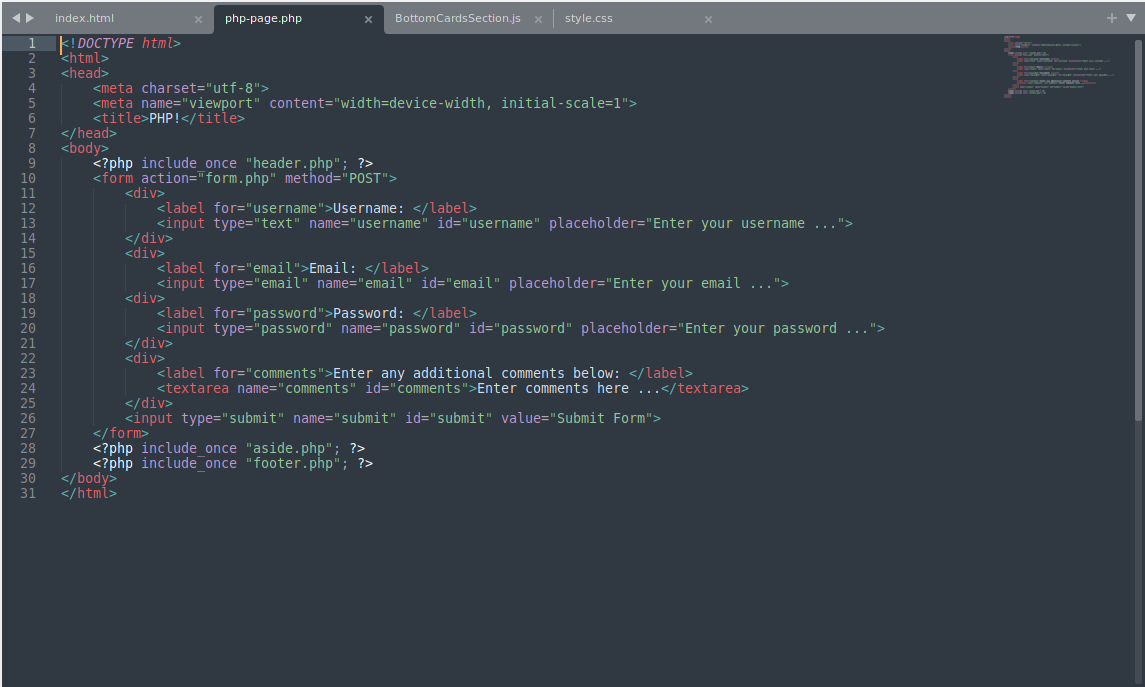 index.html × php-page.php × BottomCardsSection.js × style.css ×
1 <!DOCTYPE html>
2 <html>
3 <head>
4     <meta charset="utf-8">
5     <meta name="viewport" content="width=device-width, initial-scale=1">
6     <title>PHP!</title>
7 </head>
8 <body>
9     <?php include_once "header.php"; ?>
10     <form action="form.php" method="POST">
11         <div>
12             <label for="username">Username: </label>
13             <input type="text" name="username" id="username" placeholder="Enter your username ...">
14         </div>
15         <div>
16             <label for="email">Email: </label>
17             <input type="email" name="email" id="email" placeholder="Enter your email ...">
18         <div>
19             <label for="password">Password: </label>
20             <input type="password" name="password" id="password" placeholder="Enter your password ...">
21         </div>
22         <div>
23             <label for="comments">Enter any additional comments below: </label>
24             <textarea name="comments" id="comments">Enter comments here ...</textarea>
25         </div>
26         <input type="submit" name="submit" id="submit" value="Submit Form">
27     </form>
28     <?php include_once "aside.php"; ?>
29     <?php include_once "footer.php"; ?>
30 </body>
31 </html>